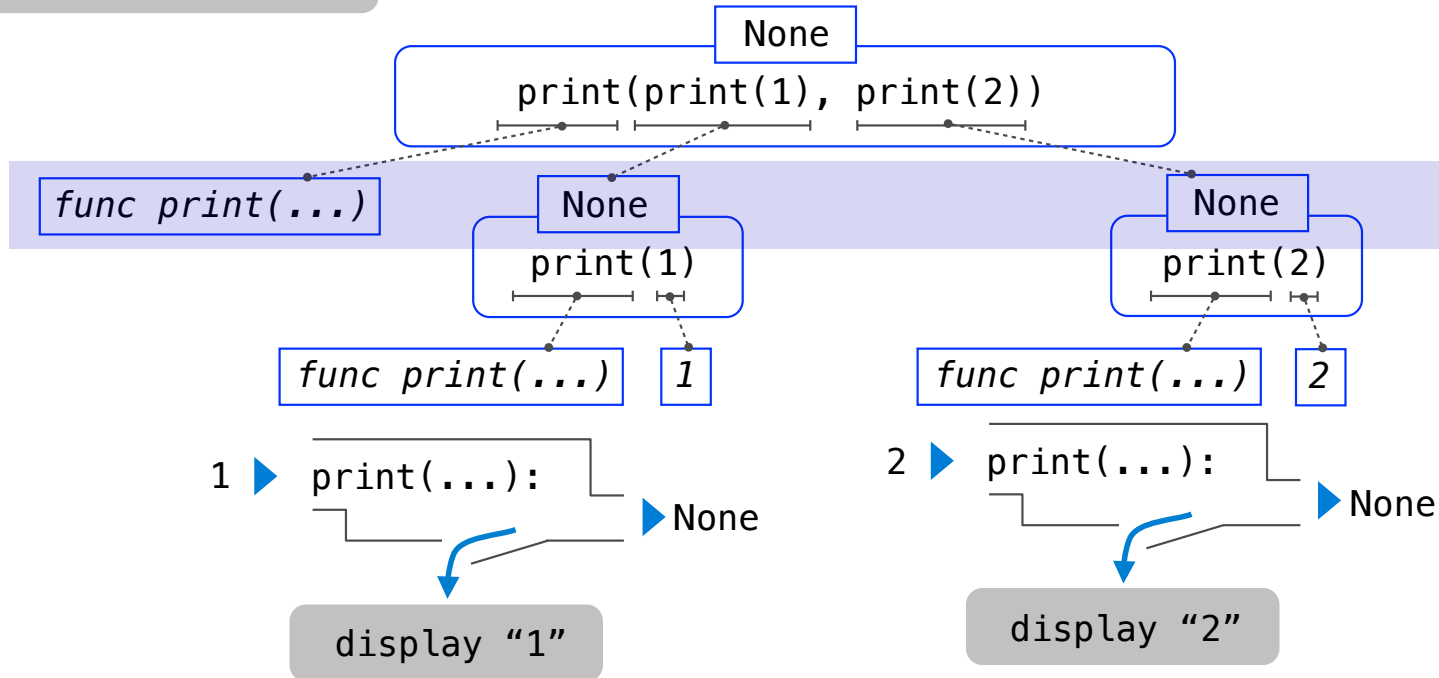 None
print(print(1), print(2))
func print(...) None None
print(1) print(2)
func print(...) 1 func print(...) 2
1 print(...): 2 print(...):
None None
display “1” display “2”